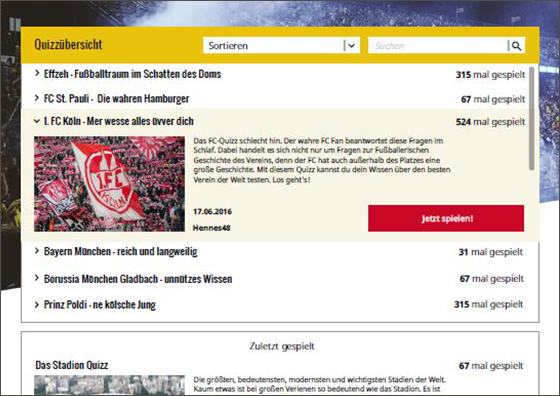 Quizzübersicht
Sortieren
Suchen
Effzeh - Fußballtraum im Schatten des Doms 315 mal gespielt
FC St. Pauli - Die wahren Hamburger 67 mal gespielt
1. FC Köln - Mer wesse alles üvver dich 524 mal gespielt
Das FC-Quizz schlecht hin. Der wahre FC Fan beantwortet diese Fragen im
Schlaf. Dabei handelt es sich nicht nur um Fragen zur Fußballerischen
Geschichte des Vereins, denn der FC hat auch außerhalb des Platzes eine
große Geschichte. Mit diesem Quizz kannst du dein Wissen über den besten
Verein der Welt testen. Los geht's!
1.FC
KÖLN
17.06.2016
Hennes48
Jetzt spielen!
Bayern München - reich und langweilig 31 mal gespielt
Borussia München Gladbach - unnützes Wissen 67 mal gespielt
Prinz Poldi - ne kölsche Jung 315 mal gespielt
Zuletzt gespielt
Das Stadion Quizz 67 mal gespielt
Die größten, bedeutensten, modernsten und wichtigsten Stadien der Welt.
Kaum etwas ist bei großen Verienen so bedeutend wie das Stadion. Es ist